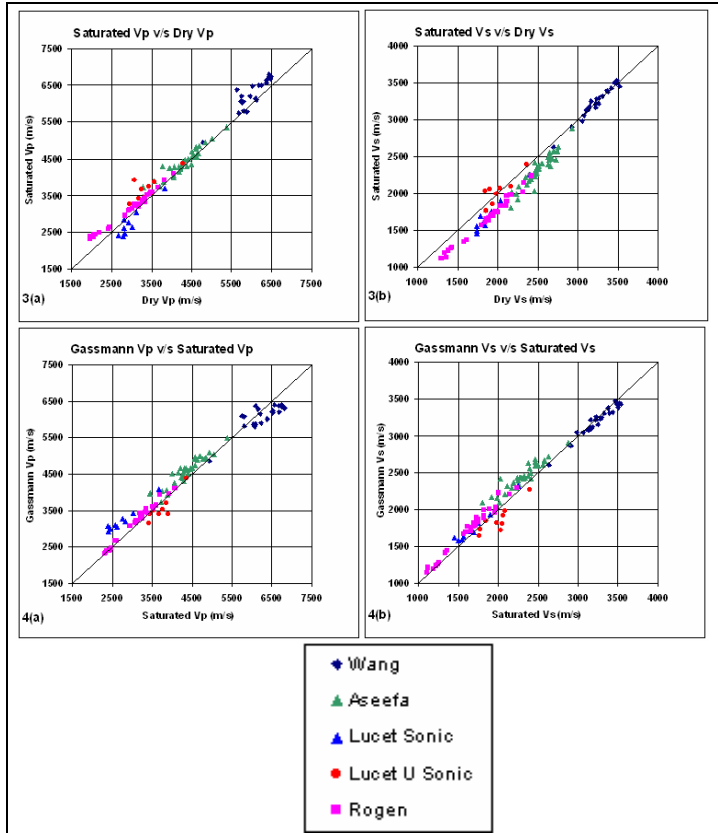 Saturated Vp v/s Dry Vp
7500
6500
5500
4500
3500
2500
1500
1500 2500 3500 4500 5500 6500 7500
Saturated Vp (m/s)
Dry Vp (m/s)
3(a)
Saturated Vs v/s Dry Vs
4000
3500
3000
2500
2000
1500
1000
1000 1500 2000 2500 3000 3500 4000
Saturated Vs (m/s)
Dry Vs (m/s)
3(b)
Gassmann Vp v/s Saturated Vp
7500
6500
5500
4500
3500
2500
1500
1500 2500 3500 4500 5500 6500 7500
Gassmann Vp (m/s)
Saturated Vp (m/s)
4(a)
Gassmann Vs v/s Saturated Vs
4000
3500
3000
2500
2000
1500
1000
1000 1500 2000 2500 3000 3500 4000
Gassmann Vs (m/s)
Saturated Vs(m/s)
4(b)
Wang
Aseefa
Lucet Sonic
Lucet U Sonic
Rogen